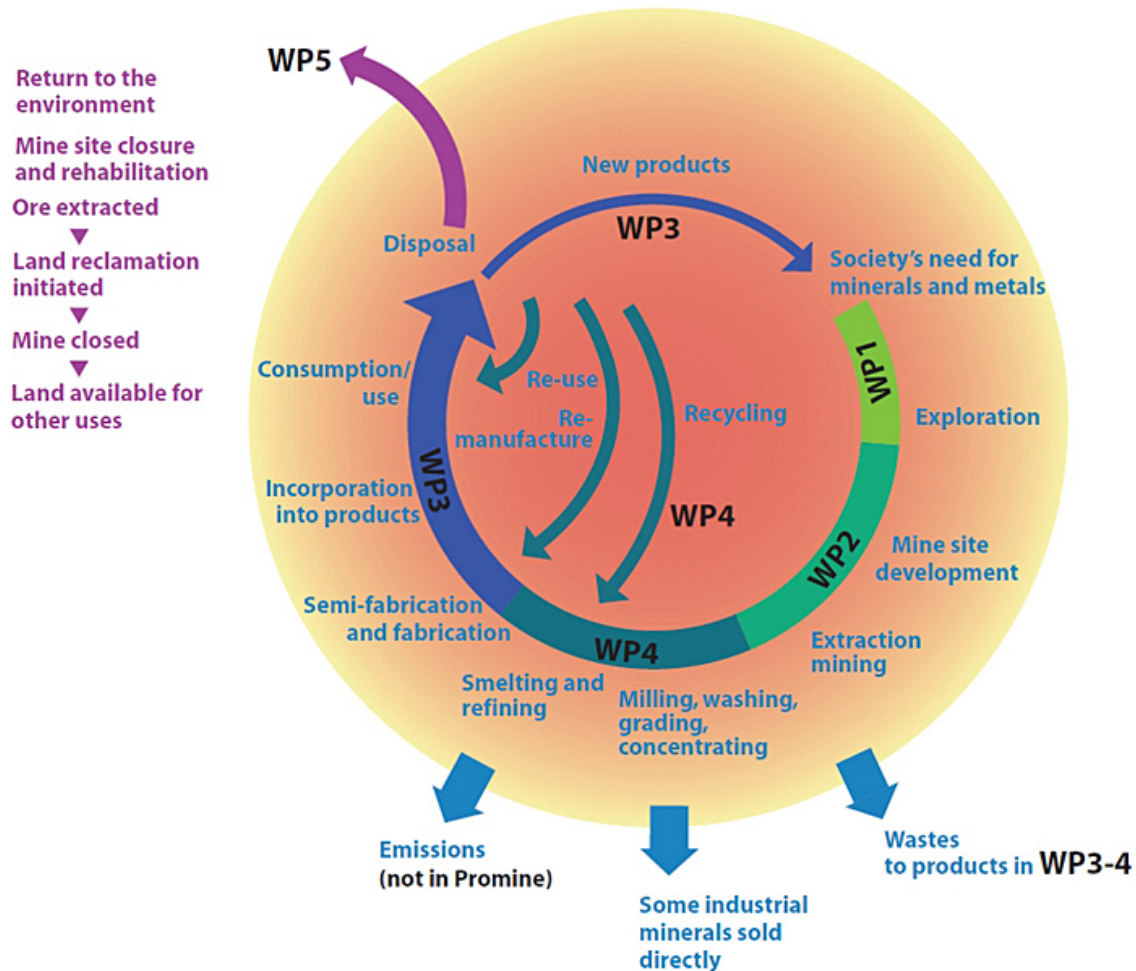 WP5
Return to the
environment
Mine site closure
and rehabilitation
Ore extracted
Land reclamation
initiated
Mine closed
Land available for
other uses
New products
WP3
Disposal
Society's need for
minerals and metals
WP1
Exploration
Consumption/
use
Re-use
Re-
manufacture
Recycling
WP3
Incorporation
into products
WP4
WP2
Mine site
development
Semi-fabrication
and fabrication
WP4
Extraction
mining
Smelting and
refining
Milling, washing,
grading,
concentrating
Emissions
(not in Promine)
Wastes
to products in WP3-4
Some industrial
minerals sold
directly